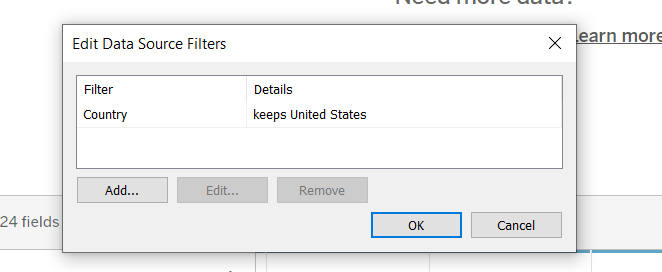 Need more data?
Learn more
Edit Data Source Filters
Filter Details
Country keeps United States
Add... Edit... Remove
24 fields
OK Cancel